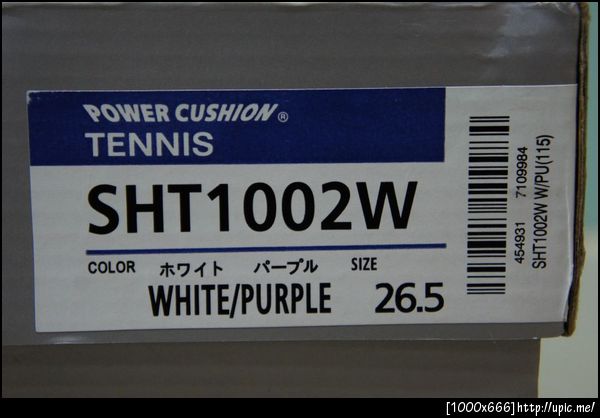 POWER CUSHION®
TENNIS
SHT1002W
COLOR ホワイト パープル SIZE
WHITE/PURPLE 26.5
454931 7109984
SHT1002W W/PU(115)
[1000x666]http://upic.me/